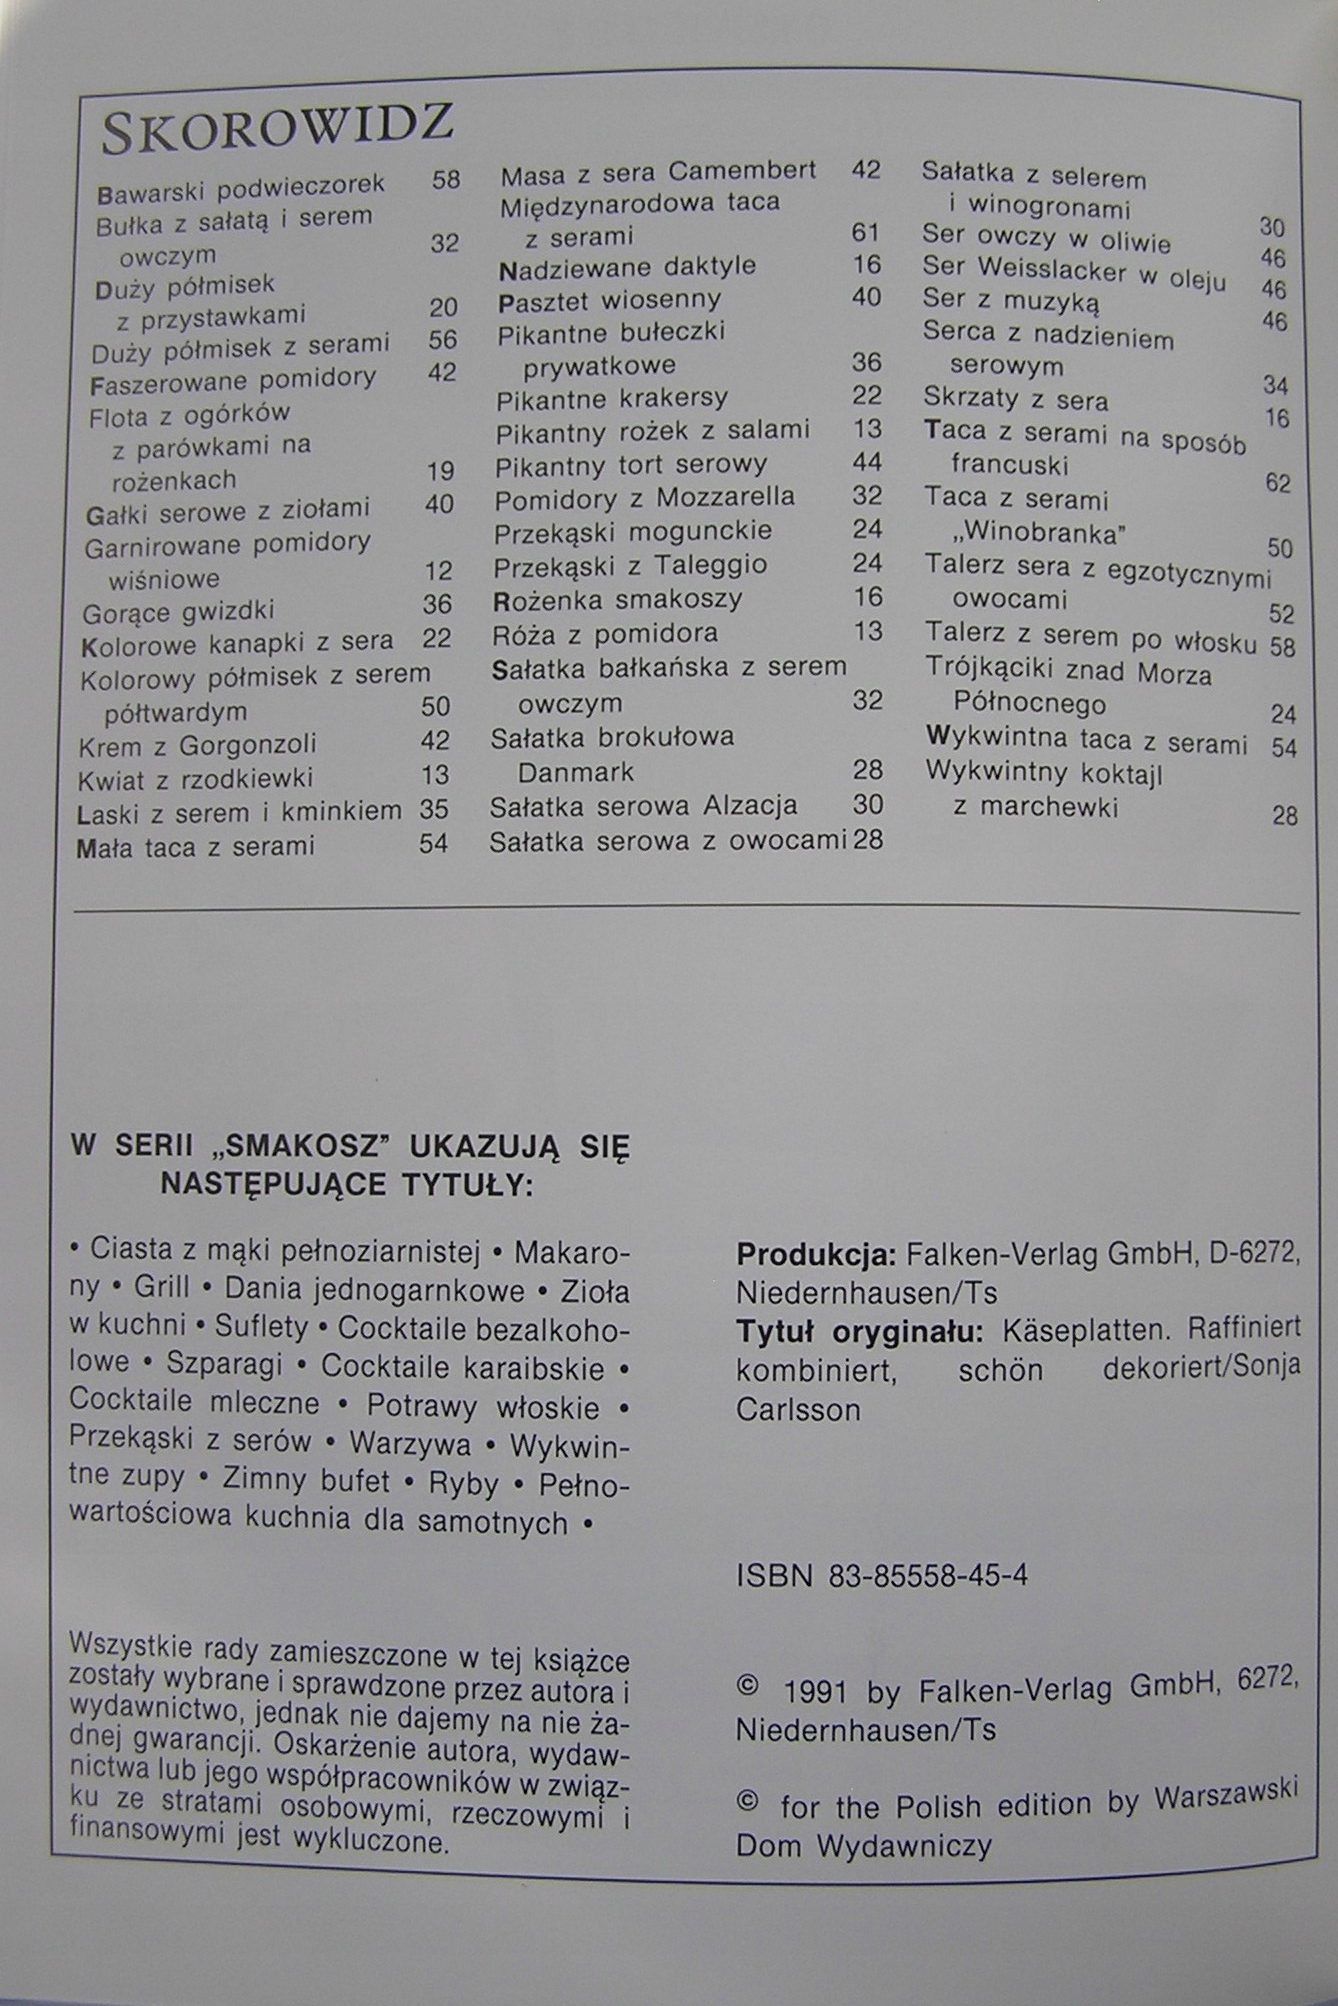 SKOROWIDZ
Bawarski podwieczorek 58
Bułka z sałatą i serem
owczym 32
Duży półmisek
z przystawkami 20
Duży półmisek z serami 56
Faszerowane pomidory 42
Flota z ogórków
z parówkami na
rożenkach 19
Gałki serowe z ziołami 40
Garnirowane pomidory
wiśniowe 12
Gorące gwizdki 36
Kolorowe kanapki z sera 22
Kolorowy półmisek z serem
półtwardym 50
Krem z Gorgonzoli 42
Kwiat z rzodkiewki 13
Laski z serem i kminkiem 35
Mała taca z serami 54
Masa z sera Camembert 42
Międzynarodowa taca
z serami 61
Nadziewane daktyle 16
Pasztet wiosenny 40
Pikantne bułeczki
prywatkowe 36
Pikantne krakersy 22
Pikantny rożek z salami 13
Pikantny tort serowy 44
Pomidory z Mozzarella 32
Przekąski mogunckie 24
Przekąski z Taleggio 24
Rożenka smakoszy 16
Róża z pomidora 13
Sałatka bałkańska z serem
owczym 32
Sałatka brokułowa
Danmark 28
Sałatka serowa Alzacja 30
Sałatka serowa z owocami 28
Sałatka z selerem
i winogronami 30
Ser owczy w oliwie 46
Ser Weisslacker w oleju 46
Ser z muzyką 46
Serca z nadzieniem
serowym 34
Skrzaty z sera 16
Taca z serami na sposób
francuski 62
Taca z serami
„Winobranka” 50
Talerz sera z egzotycznymi
owocami 52
Talerz z serem po włosku 58
Trójkąciki znad Morza
Północnego 24
Wykwintna taca z serami 54
Wykwintny koktajl
z marchewki 28
W SERII „SMAKOSZ” UKAZUJĄ SIĘ
NASTĘPUJĄCE TYTUŁY:
• Ciasta z mąki pełnoziarnistej • Makaro-
ny • Grill • Dania jednogarnkowe • Zioła
w kuchni • Suflety • Cocktaile bezalkoho-
lowe • Szparagi • Cocktaile karaibskie •
Cocktaile mleczne • Potrawy włoskie •
Przekąski z serów • Warzywa • Wykwin-
tne zupy • Zimny bufet • Ryby • Pełno-
wartościowa kuchnia dla samotnych •
Wszystkie rady zamieszczone w tej książce
zostały wybrane i sprawdzone przez autora i
wydawnictwo, jednak nie dajemy na nie ża-
dnej gwarancji. Oskarżenie autora, wydaw-
nictwa lub jego współpracowników w związ-
ku ze stratami osobowymi, rzeczowymi i
finansowymi jest wykluczone.
Produkcja: Falken-Verlag GmbH, D-6272,
Niedernhausen/Ts
Tytuł oryginału: Käseplatten. Raffiniert
kombiniert, schön dekoriert/Sonja
Carlsson
ISBN 83-85558-45-4
© 1991 by Falken-Verlag GmbH, 6272,
Niedernhausen/Ts
© for the Polish edition by Warszawski
Dom Wydawniczy